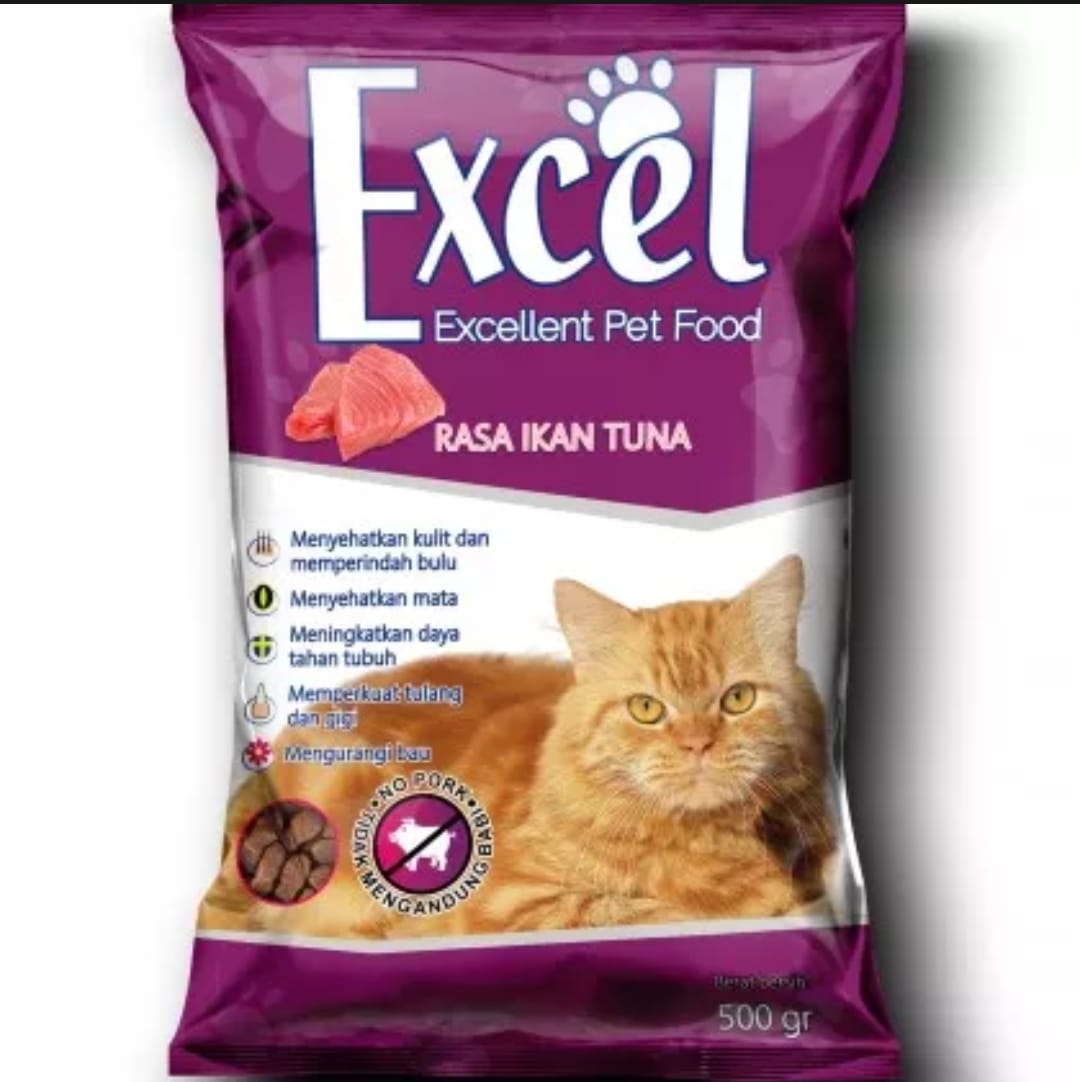 Excel
Excellent Pet Food
RASA IKAN TUNA
Menyehatkan kulit dan
memperindah bulu
Menyehatkan mata
Meningkatkan daya
tahan tubuh
Memperkuat tulang
dan gigi
Mengurangi bau
•NO PORK•
TIDAK MENGANDUNG BABI
Berat bersih
500 gr